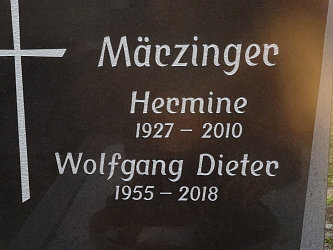 Märzinger
Hermine
1927 – 2010
Wolfgang Dieter
1955 – 2018